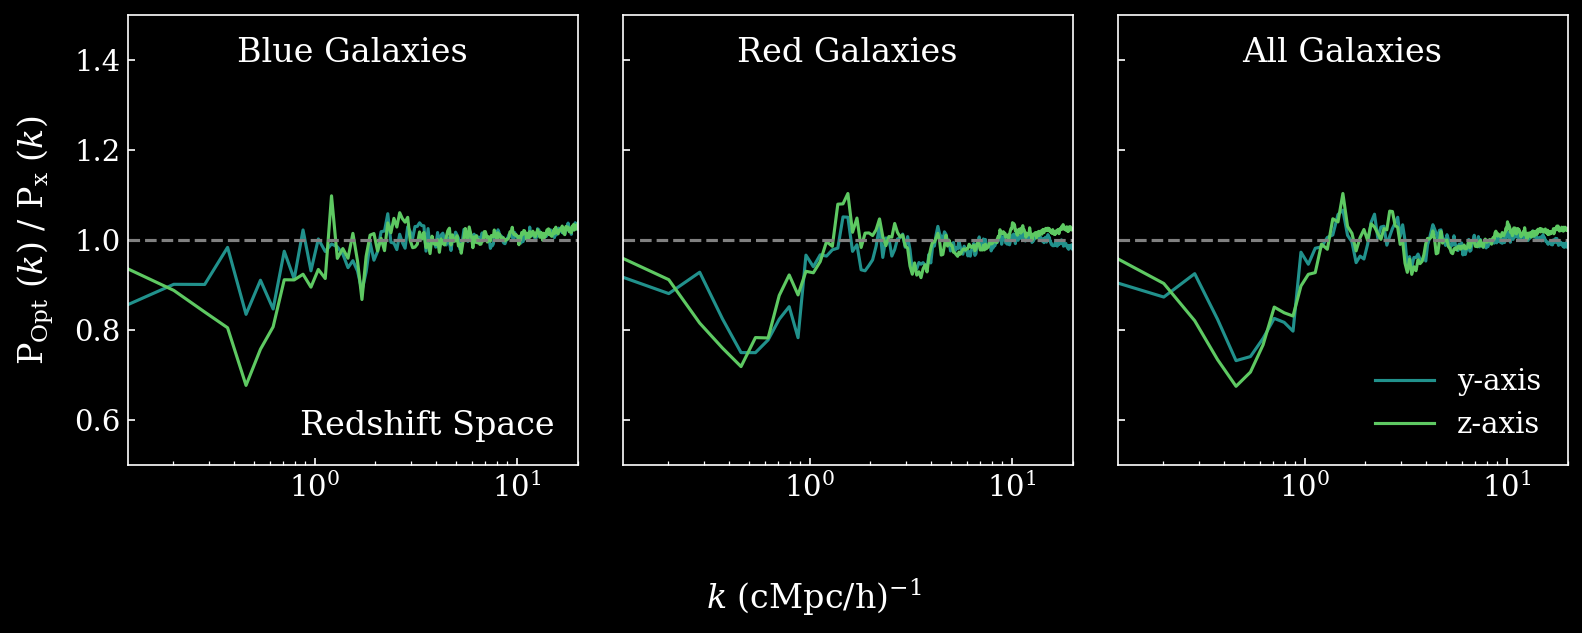 Blue Galaxies
Red Galaxies
All Galaxies
1.4
1.2
1.0
0.8
0.6
P_Opt (k) / P_x (k)
Redshift Space
y-axis
z-axis
10^0 10^1
10^0 10^1
10^0 10^1
k (cMpc/h)^−1